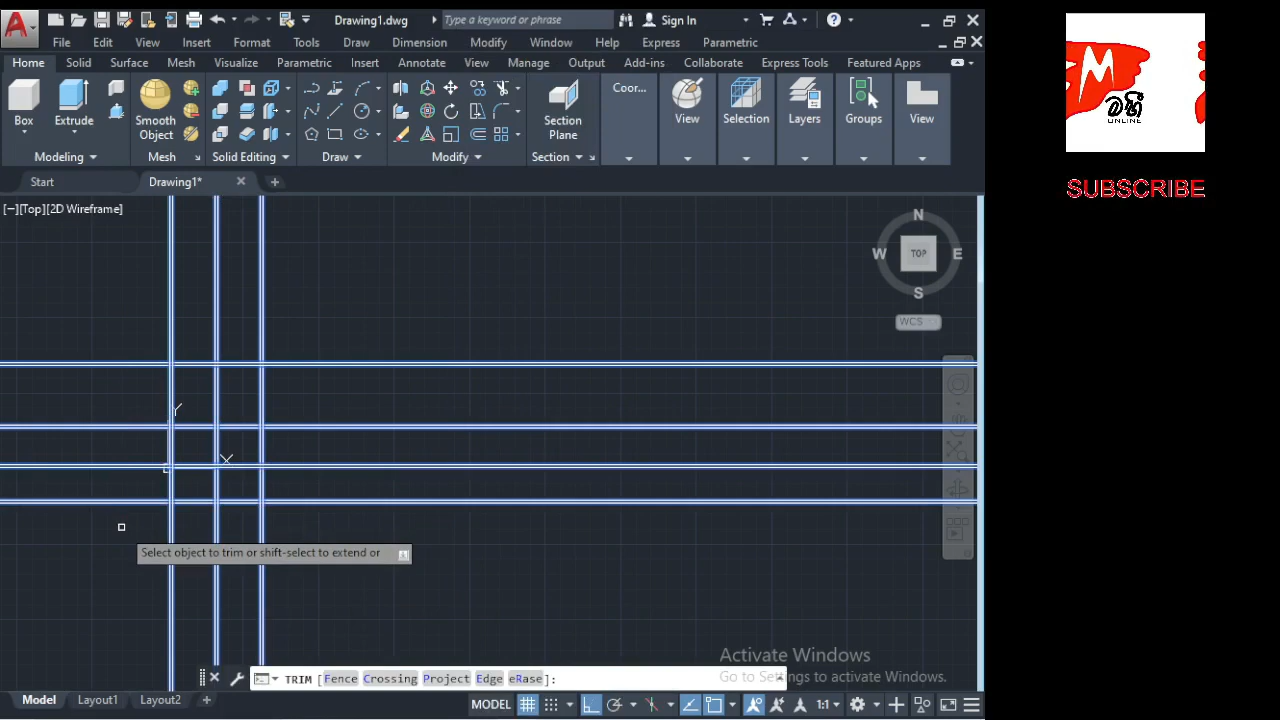 Drawing1.dwg
Type a keyword or phrase
Sign In
File Edit View Insert Format Tools Draw Dimension Modify Window Help Express Parametric
Home Solid Surface Mesh Visualize Parametric Insert Annotate View Manage Output Add-ins Collaborate Express Tools Featured Apps
Box
Extrude
Smooth
Object
Section
Plane
Coor...
View
Selection
Layers
Groups
View
Modeling
Mesh
Solid Editing
Draw
Modify
Section
Start
Drawing1*
[−][Top][2D Wireframe]
N
W
TOP
E
S
WCS
Y
X
Select object to trim or shift-select to extend or
Activate Windows
Go to Settings to activate Windows.
TRIM [Fence Crossing Project Edge eRase]:
Model
Layout1
Layout2
MODEL
1:1
M
මහී
ONLINE
SUBSCRIBE